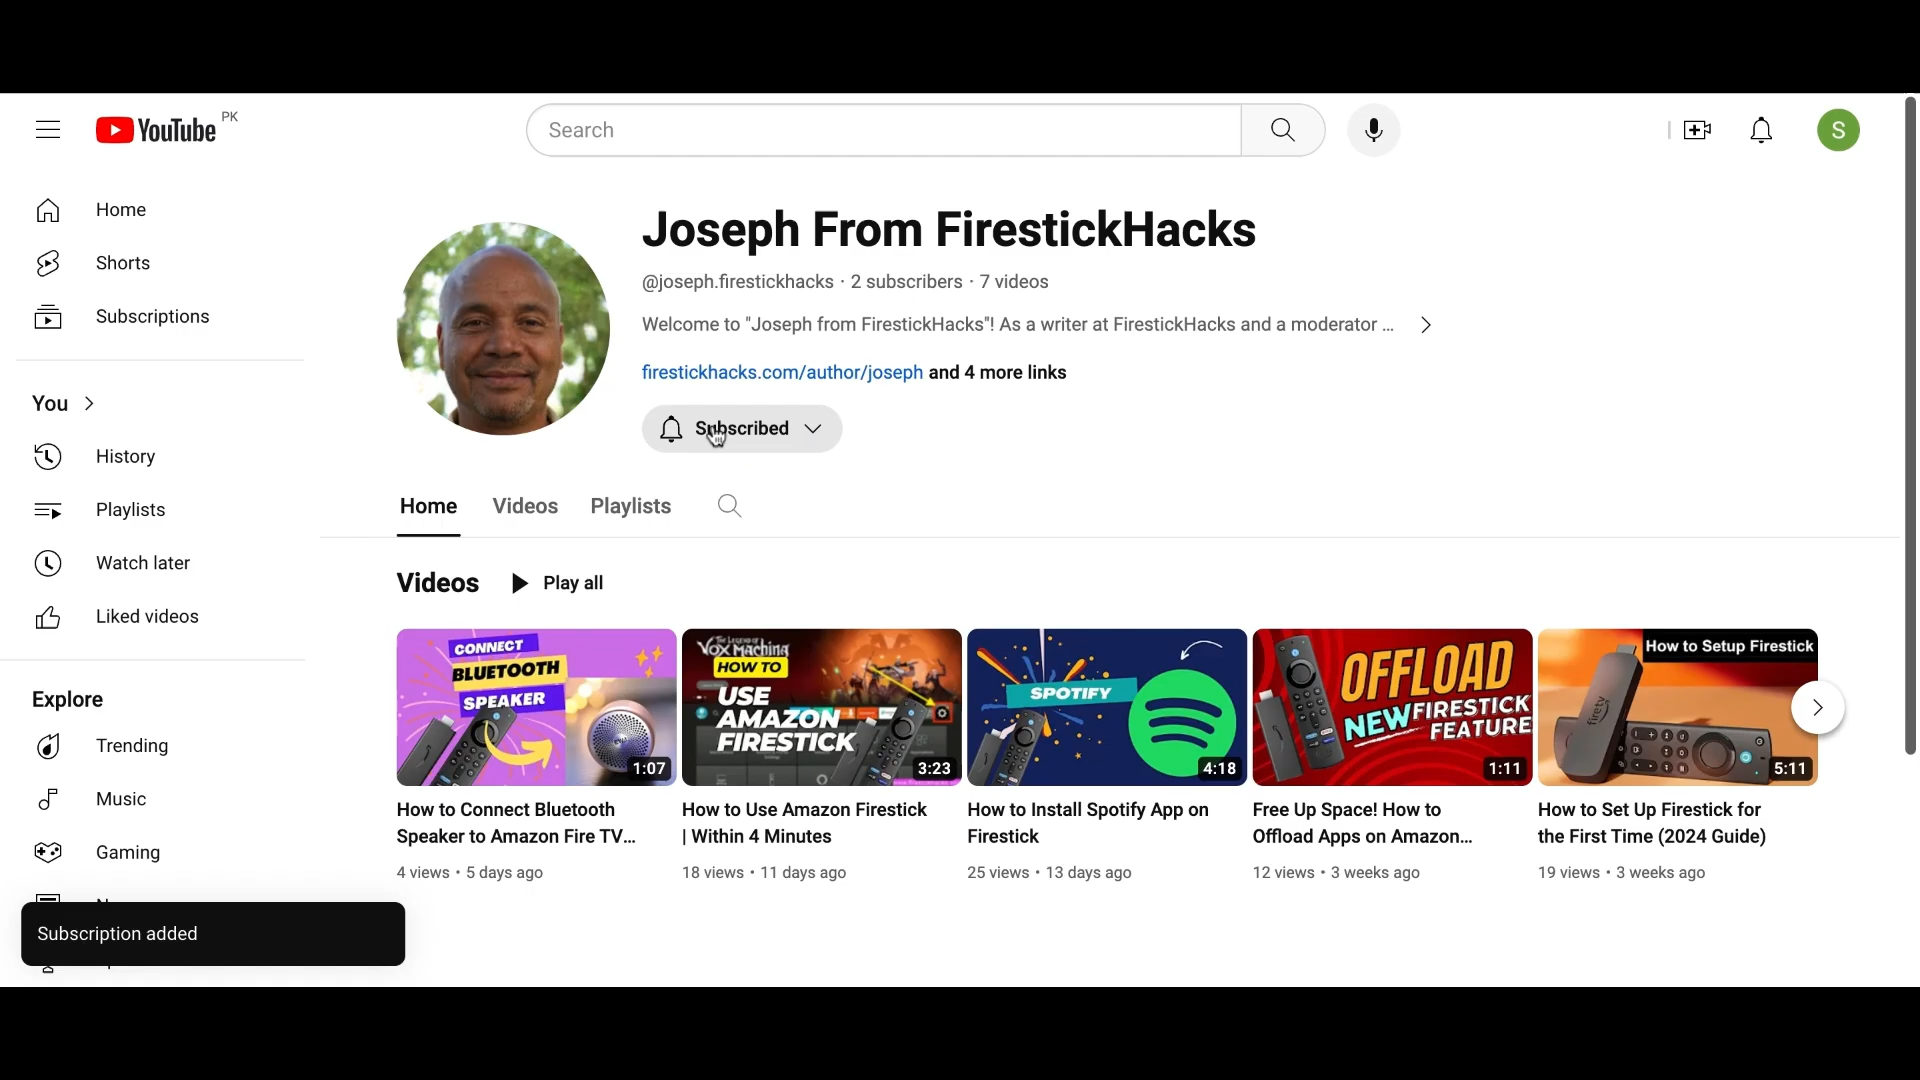 YouTube PK
Search
S
Home
Shorts
Subscriptions
You
History
Playlists
Watch later
Liked videos
Explore
Trending
Music
Gaming
Subscription added
Joseph From FirestickHacks
@joseph.firestickhacks · 2 subscribers · 7 videos
Welcome to "Joseph from FirestickHacks"! As a writer at FirestickHacks and a moderator ...
firestickhacks.com/author/joseph and 4 more links
Subscribed
Home Videos Playlists
Videos Play all
CONNECT
BLUETOOTH
SPEAKER
1:07
How to Connect Bluetooth
Speaker to Amazon Fire TV...
4 views • 5 days ago
THE LEGEND OF
VOX MACHINA
HOW TO
USE
AMAZON
FIRESTICK
3:23
How to Use Amazon Firestick
| Within 4 Minutes
18 views • 11 days ago
SPOTIFY
4:18
How to Install Spotify App on
Firestick
25 views • 13 days ago
OFFLOAD
NEW FIRESTICK
FEATURE
1:11
Free Up Space! How to
Offload Apps on Amazon...
12 views • 3 weeks ago
How to Setup Firestick
firetv
5:11
How to Set Up Firestick for
the First Time (2024 Guide)
19 views • 3 weeks ago